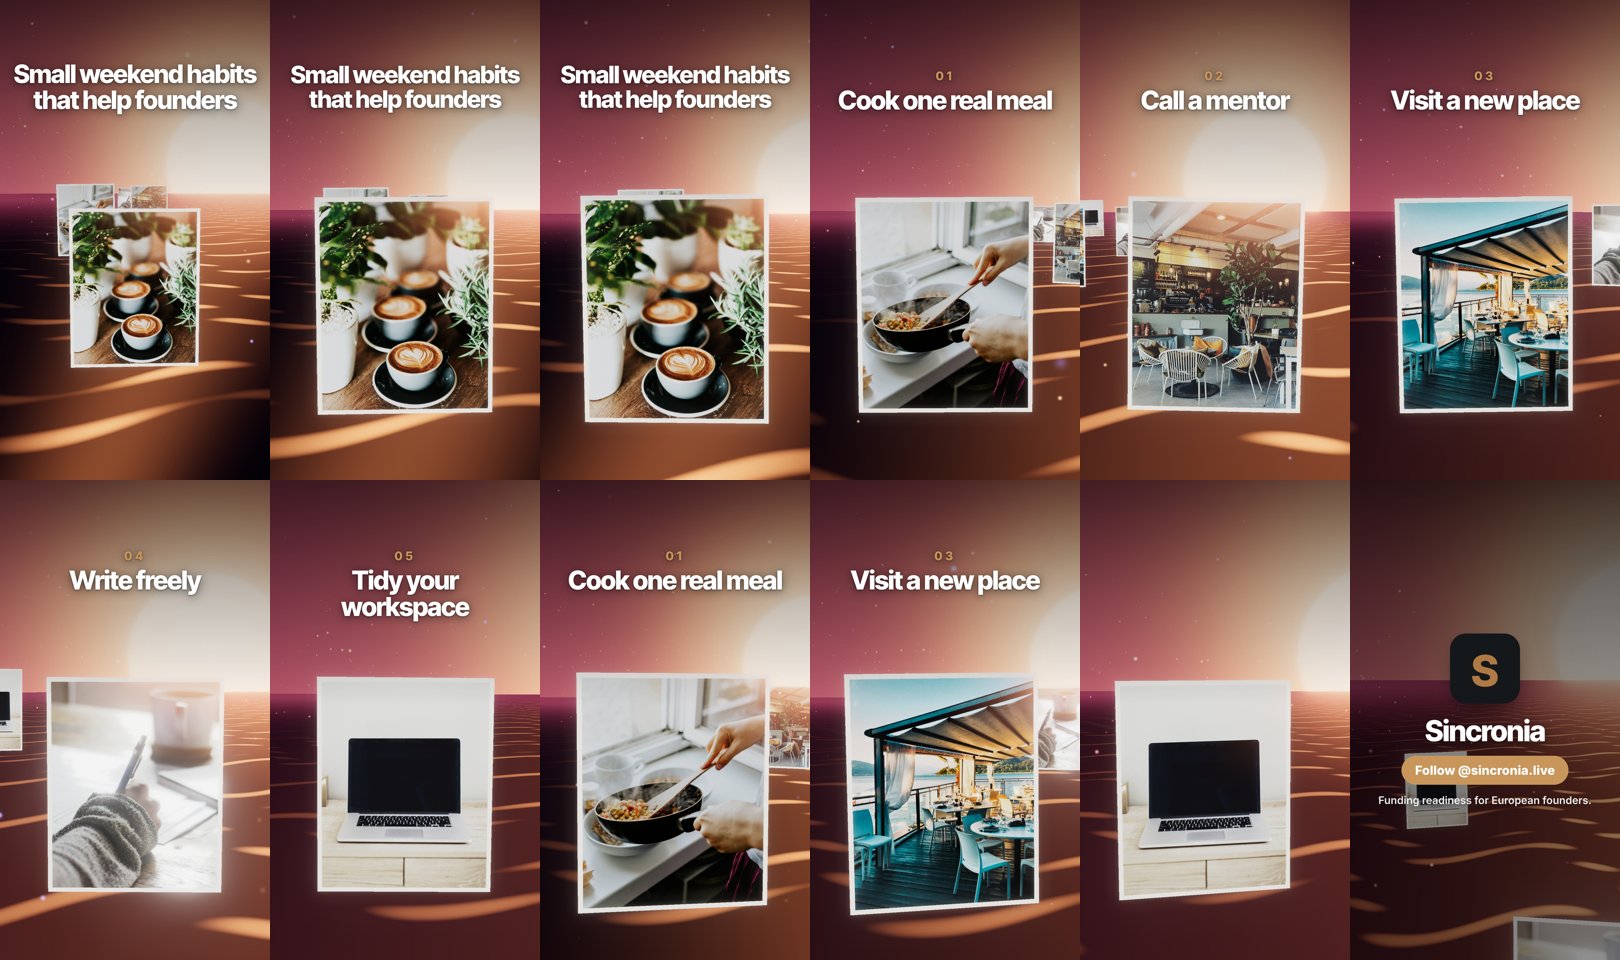 Small weekend habits
that help founders
Small weekend habits
that help founders
Small weekend habits
that help founders
01
Cook one real meal
02
Call a mentor
03
Visit a new place
04
Write freely
05
Tidy your
workspace
01
Cook one real meal
03
Visit a new place
S
Sincronia
Follow @sincronia.live
Funding readiness for European founders.